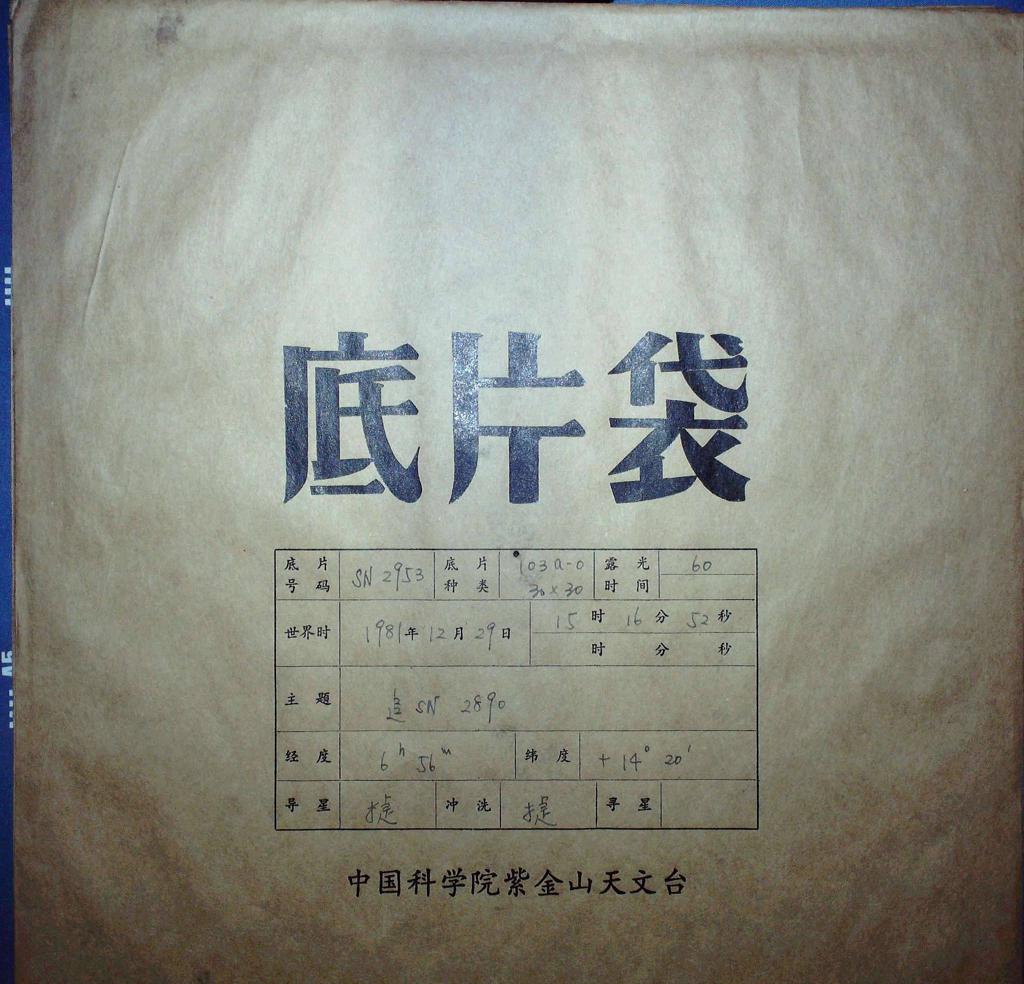 底片袋
底片号码 SN 2953 底片种类 103a-0 30×30 露光时间 60
世界时 1981年12月29日 15时16分52秒
时 分 秒
主题 追 SN 2890
经度 6h 56m 纬度 +14° 20'
导星 捷 冲洗 捷 寻星
中国科学院紫金山天文台